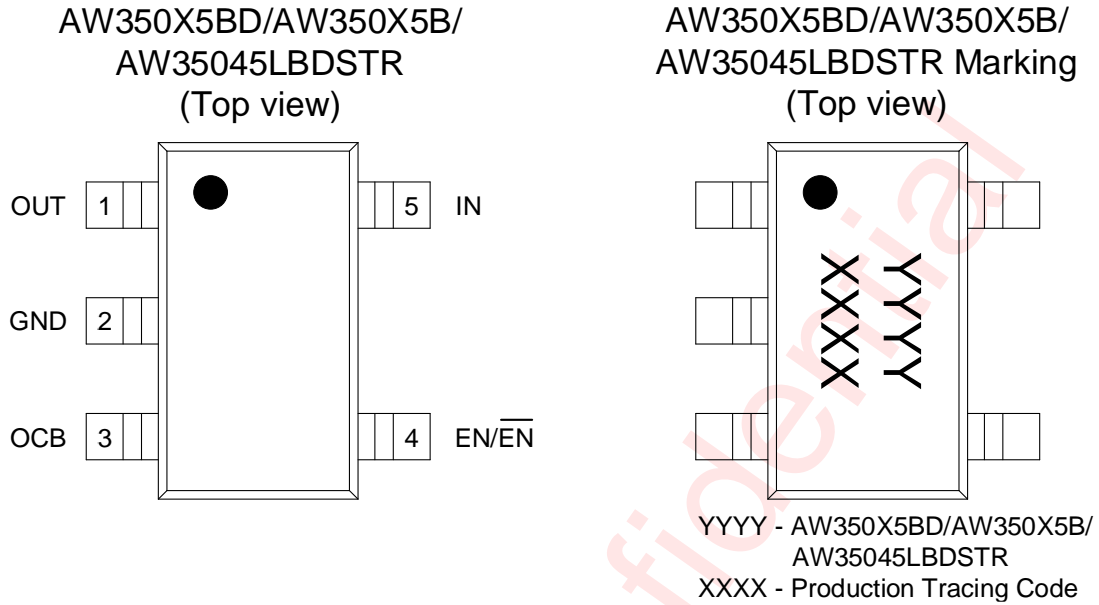 AW350X5BD/AW350X5B/
AW35045LBDSTR
(Top view)
OUT 1
5 IN
GND 2
OCB 3
4 EN/EN
AW350X5BD/AW350X5B/
AW35045LBDSTR Marking
(Top view)
YYYY
XXXX
YYYY - AW350X5BD/AW350X5B/
AW35045LBDSTR
XXXX - Production Tracing Code
fidential